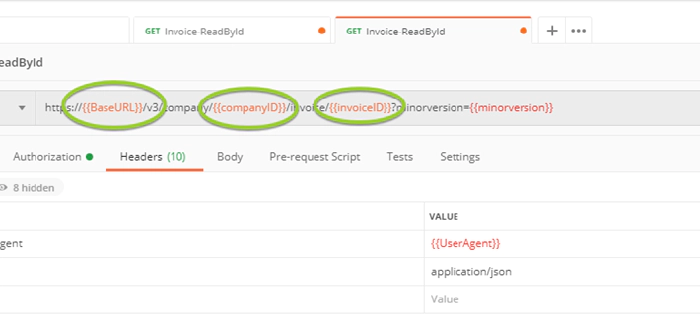 GET Invoice-ReadById
GET Invoice-ReadById
eadById
https://{{BaseURL}}/v3/company/{{companyID}}/invoice/{{invoiceID}}?minorversion={{minorversion}}
Authorization Headers (10) Body Pre-request Script Tests Settings
8 hidden
VALUE
gent {{UserAgent}}
application/json
Value